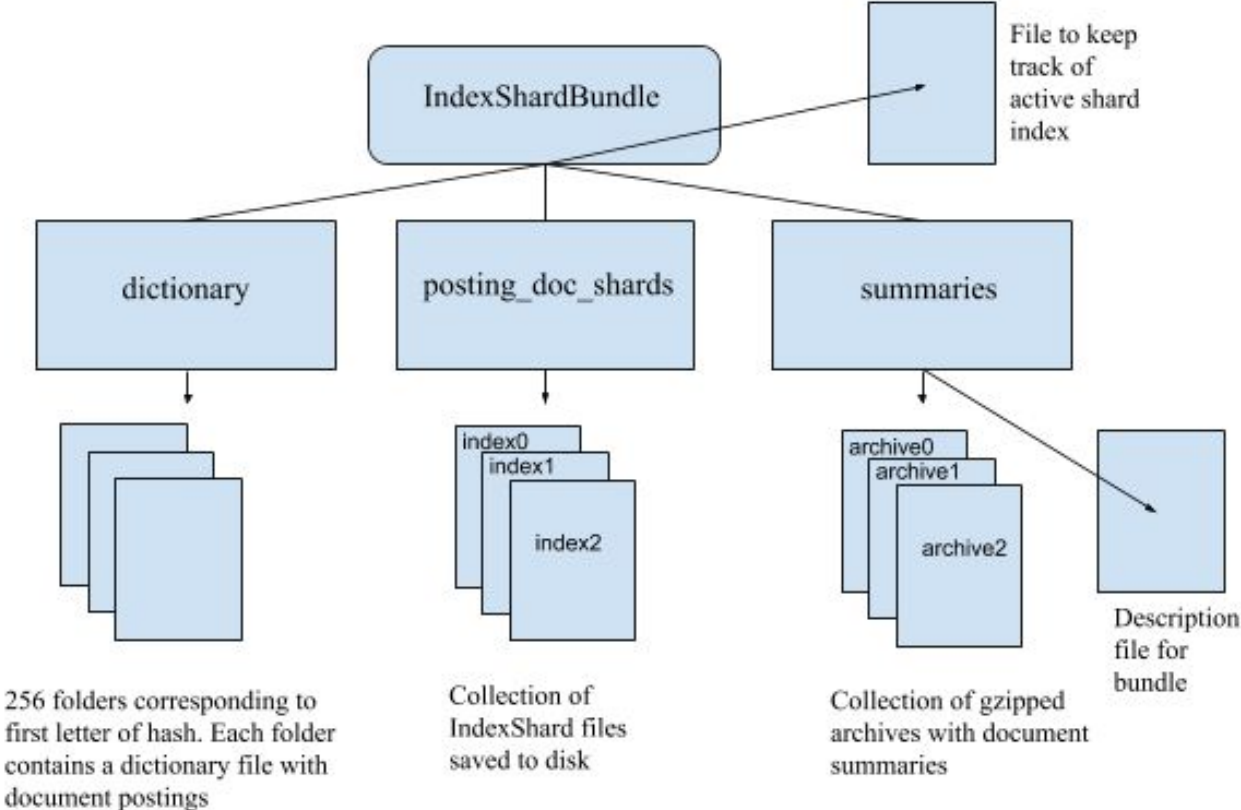 IndexShardBundle
File to keep
track of
active shard
index
dictionary
posting_doc_shards
summaries
index0
index1
index2
archive0
archive1
archive2
Description
file for
bundle
256 folders corresponding to
first letter of hash. Each folder
contains a dictionary file with
document postings
Collection of
IndexShard files
saved to disk
Collection of gzipped
archives with document
summaries